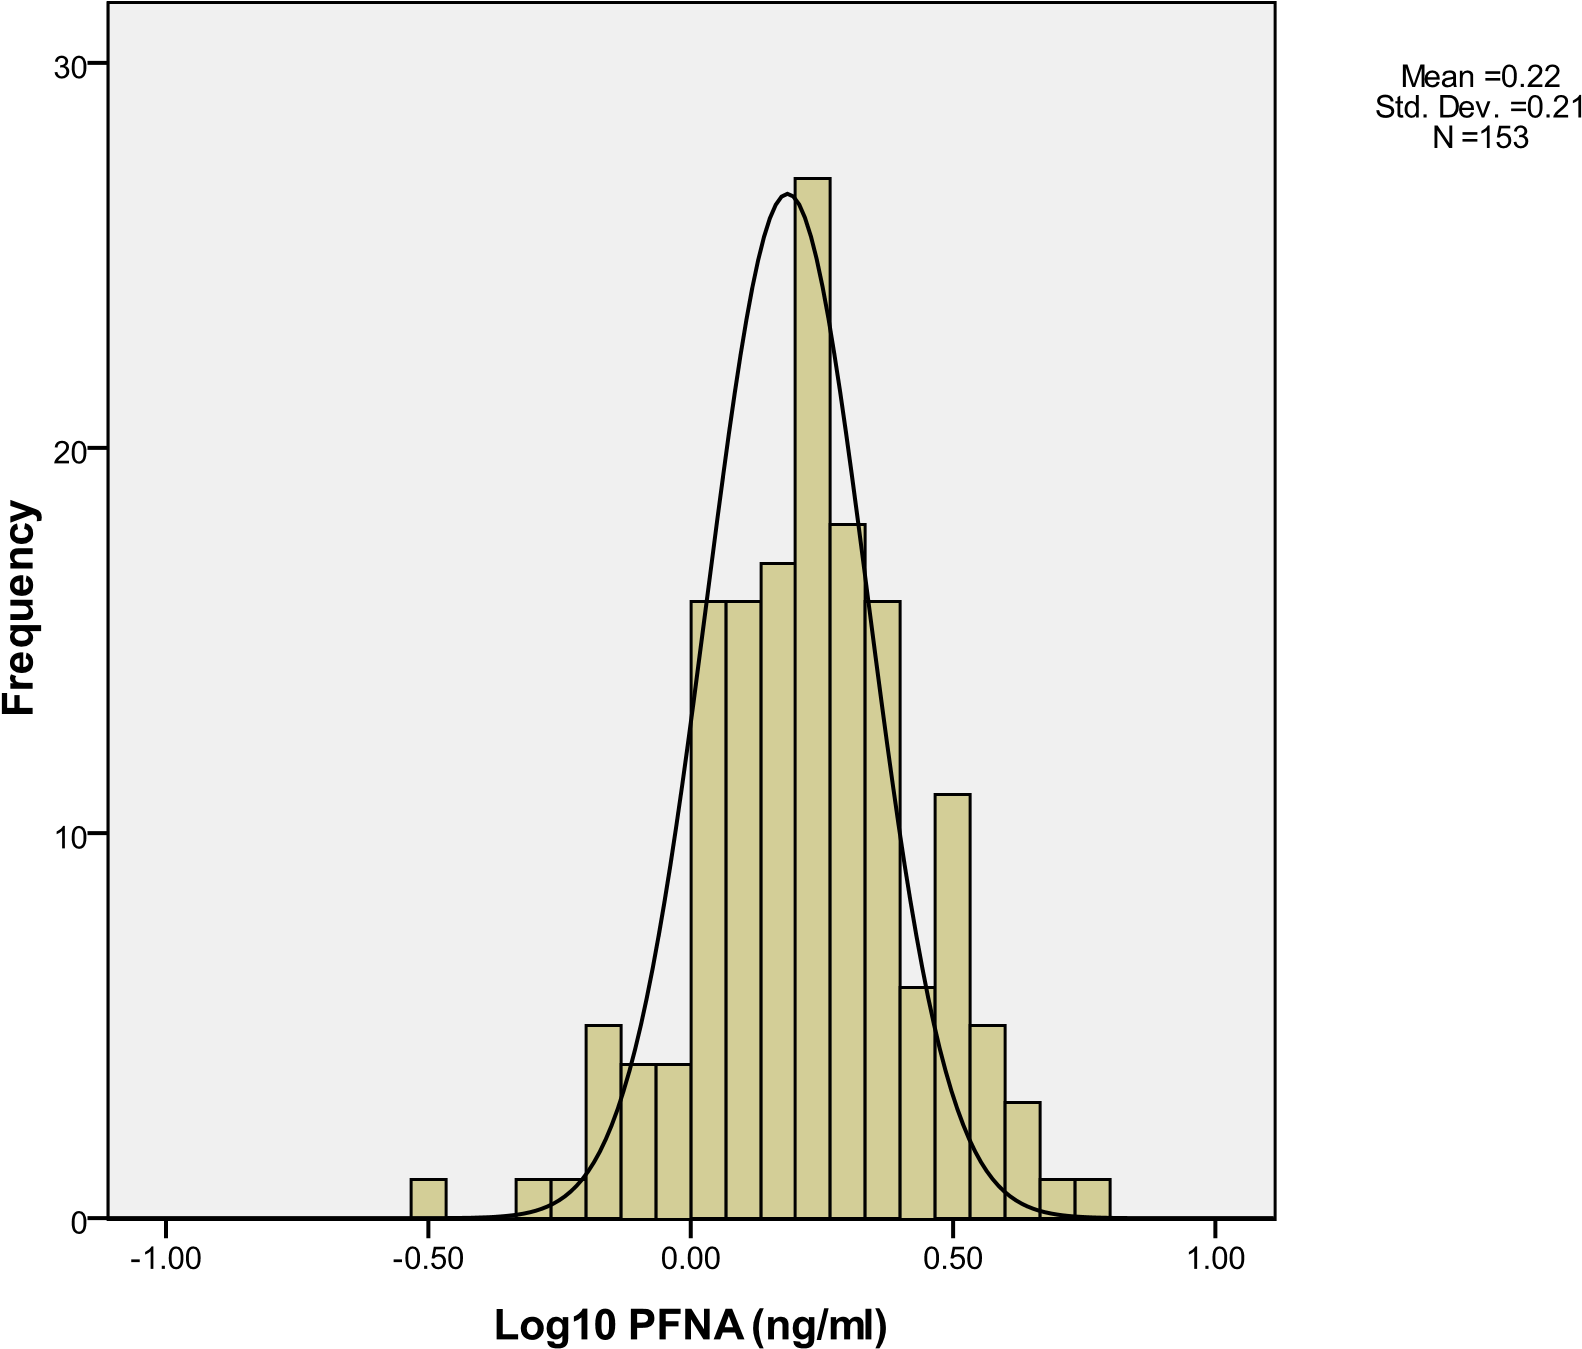 30
20
10
0
Frequency
-1.00 -0.50 0.00 0.50 1.00
Log10 PFNA (ng/ml)
Mean =0.22
Std. Dev. =0.21
N =153